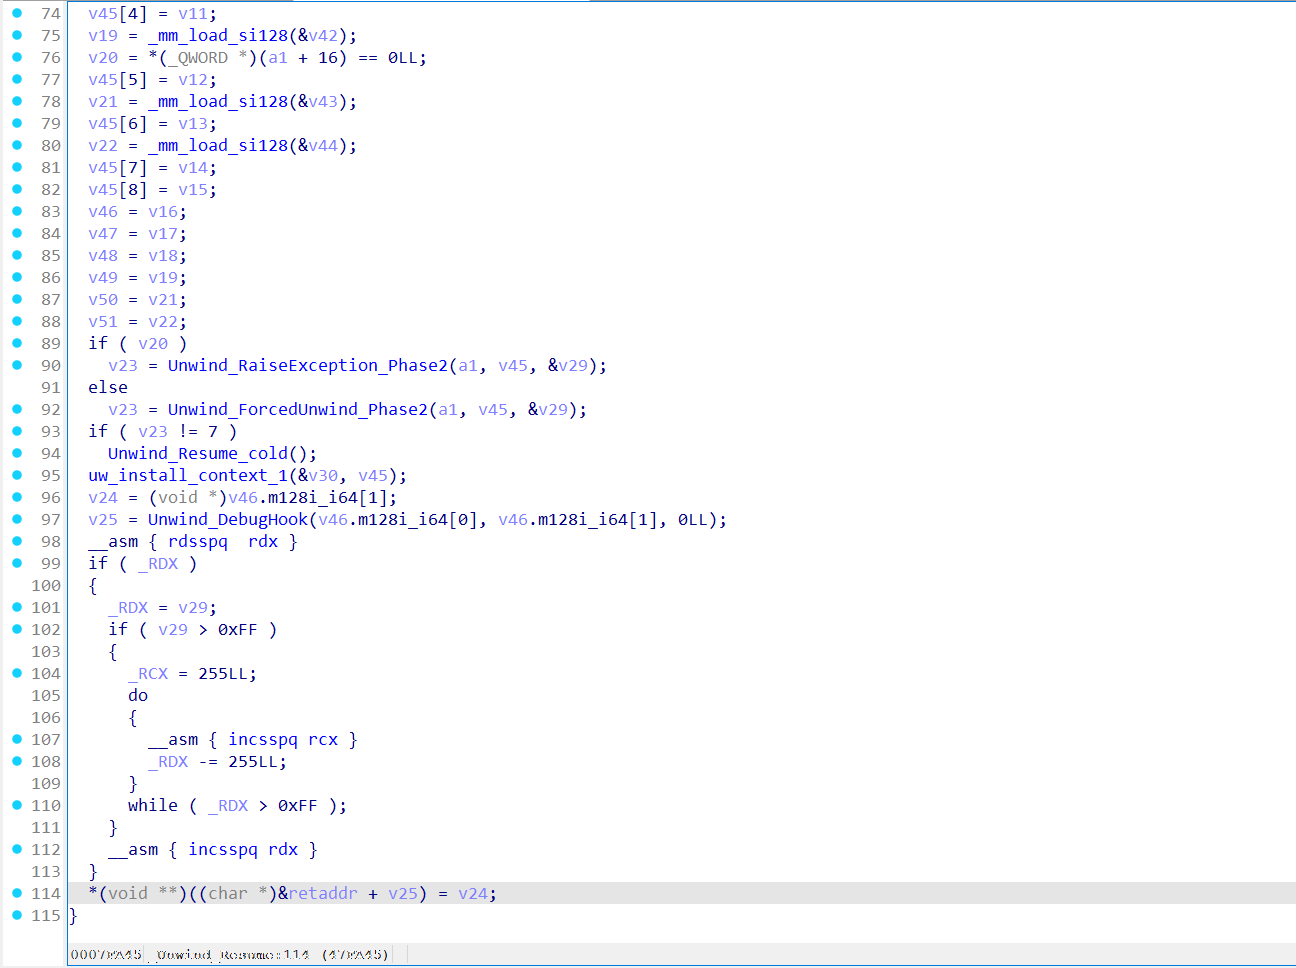 74 v45[4] = v11;
75 v19 = _mm_load_si128(&v42);
76 v20 = *(_QWORD *)(a1 + 16) == 0LL;
77 v45[5] = v12;
78 v21 = _mm_load_si128(&v43);
79 v45[6] = v13;
80 v22 = _mm_load_si128(&v44);
81 v45[7] = v14;
82 v45[8] = v15;
83 v46 = v16;
84 v47 = v17;
85 v48 = v18;
86 v49 = v19;
87 v50 = v21;
88 v51 = v22;
89 if ( v20 )
90 v23 = Unwind_RaiseException_Phase2(a1, v45, &v29);
91 else
92 v23 = Unwind_ForcedUnwind_Phase2(a1, v45, &v29);
93 if ( v23 != 7 )
94 Unwind_Resume_cold();
95 uw_install_context_1(&v30, v45);
96 v24 = (void *)v46.m128i_i64[1];
97 v25 = Unwind_DebugHook(v46.m128i_i64[0], v46.m128i_i64[1], 0LL);
98 __asm { rdsspq  rdx }
99 if ( _RDX )
100 {
101 _RDX = v29;
102 if ( v29 > 0xFF )
103 {
104 _RCX = 255LL;
105 do
106 {
107 __asm { incsspq rcx }
108 _RDX -= 255LL;
109 }
110 while ( _RDX > 0xFF );
111 }
112 __asm { incsspq rdx }
113 }
114 *(void **)((char *)&retaddr + v25) = v24;
115 }
Unwind_Resume:114